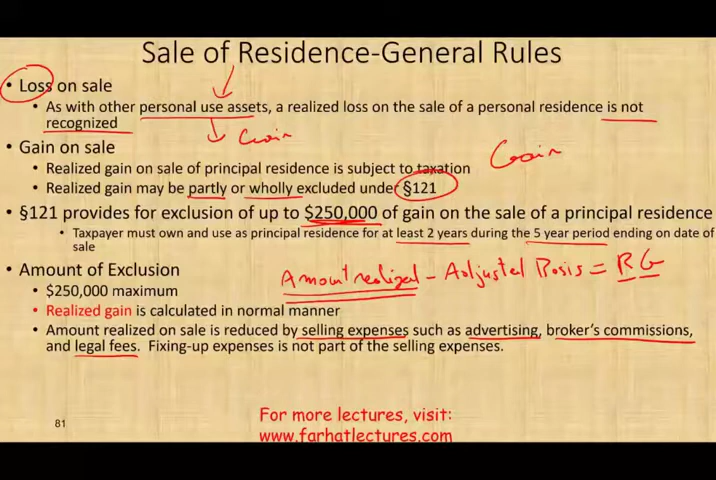 Sale of Residence-General Rules
• Loss on sale
• As with other personal use assets, a realized loss on the sale of a personal residence is not
recognized
Gain
• Gain on sale
Gain
• Realized gain on sale of principal residence is subject to taxation
• Realized gain may be partly or wholly excluded under §121
• §121 provides for exclusion of up to $250,000 of gain on the sale of a principal residence
• Taxpayer must own and use as principal residence for at least 2 years during the 5 year period ending on date of
sale
• Amount of Exclusion
Amount realized - Adjusted Basis = RG
• $250,000 maximum
• Realized gain is calculated in normal manner
• Amount realized on sale is reduced by selling expenses such as advertising, broker's commissions,
and legal fees. Fixing-up expenses is not part of the selling expenses.
81
For more lectures, visit:
www.farhatlectures.com